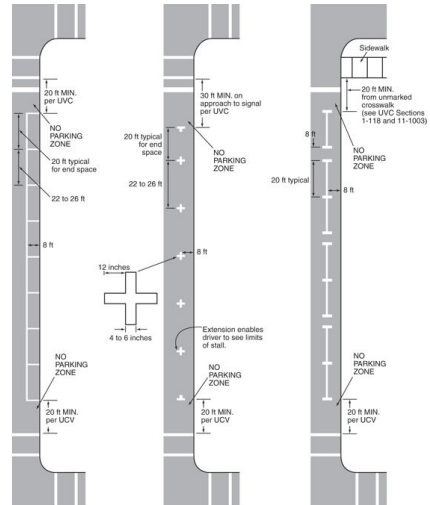 20 ft MIN.
per UVC
NO
PARKING
ZONE
20 ft typical
for end space
22 to 26 ft
8 ft
NO
PARKING
ZONE
20 ft MIN.
per UCV
30 ft MIN. on
approach to signal
per UVC
20 ft typical
for end
space
NO
PARKING
ZONE
22 to 26 ft
8 ft
12 inches
4 to 6 inches
Extension enables
driver to see limits
of stall.
NO
PARKING
ZONE
20 ft MIN.
per UCV
Sidewalk
20 ft MIN.
from unmarked
crosswalk
(see UVC Sections
1-118 and 11-1003)
8 ft
NO
PARKING
ZONE
20 ft typical
8 ft
NO
PARKING
ZONE
20 ft MIN.
per UCV